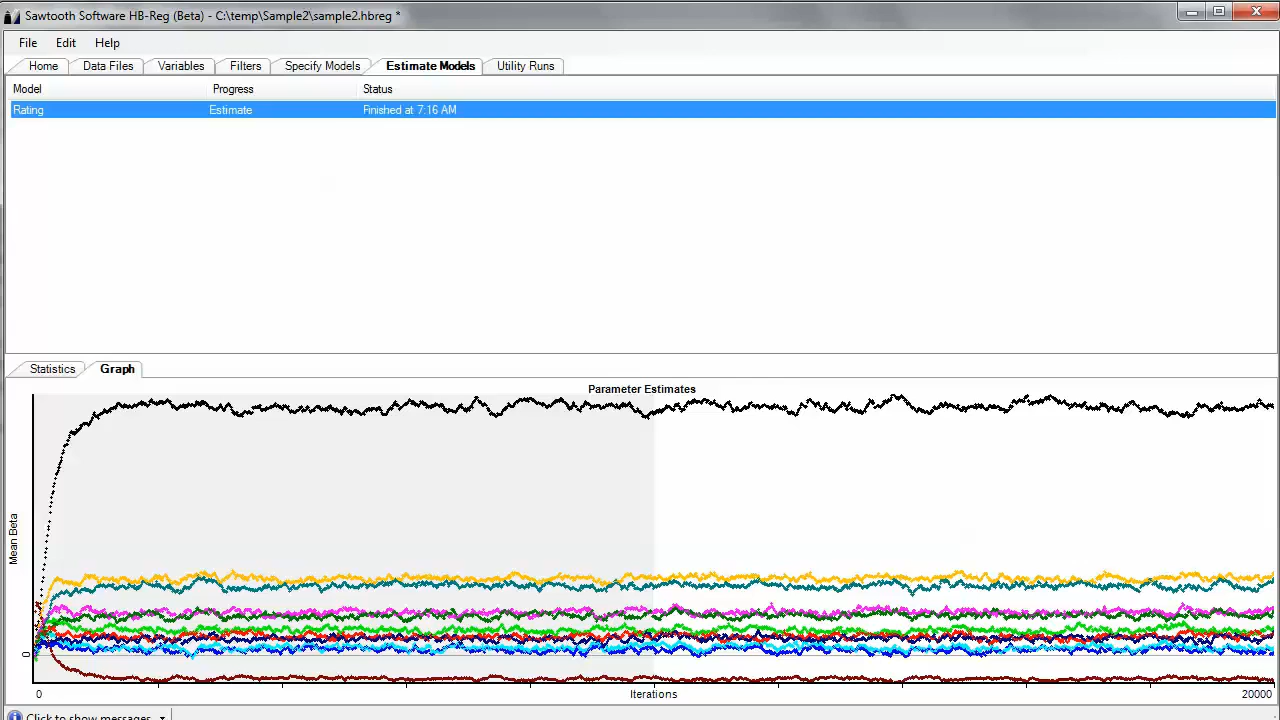 Sawtooth Software HB-Reg (Beta) - C:\temp\Sample2\sample2.hbreg *
File Edit Help
Home Data Files Variables Filters Specify Models Estimate Models Utility Runs
Model Progress Status
Rating Estimate Finished at 7:16 AM
Statistics Graph
Parameter Estimates
Mean Beta
0
0 Iterations 20000
Click to show messages